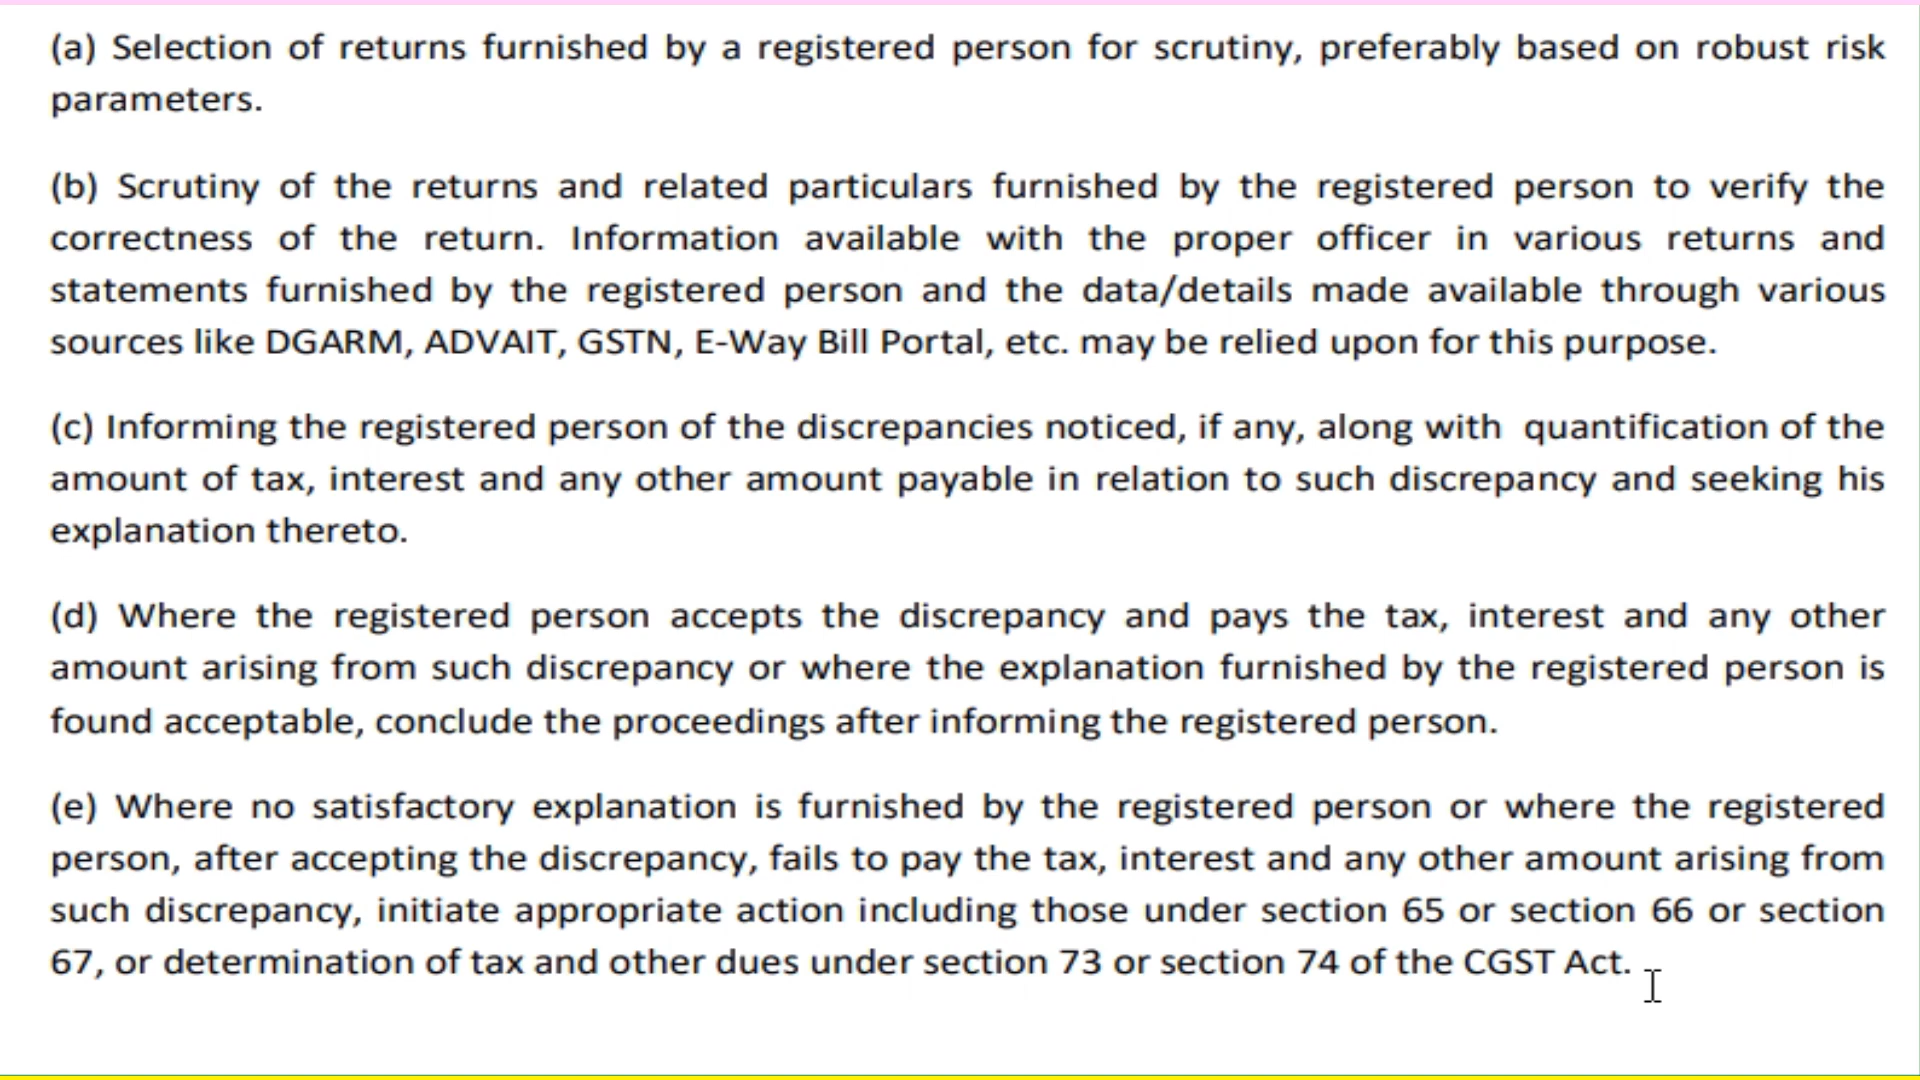 (a) Selection of returns furnished by a registered person for scrutiny, preferably based on robust risk
parameters.
(b) Scrutiny of the returns and related particulars furnished by the registered person to verify the
correctness of the return. Information available with the proper officer in various returns and
statements furnished by the registered person and the data/details made available through various
sources like DGARM, ADVAIT, GSTN, E-Way Bill Portal, etc. may be relied upon for this purpose.
(c) Informing the registered person of the discrepancies noticed, if any, along with quantification of the
amount of tax, interest and any other amount payable in relation to such discrepancy and seeking his
explanation thereto.
(d) Where the registered person accepts the discrepancy and pays the tax, interest and any other
amount arising from such discrepancy or where the explanation furnished by the registered person is
found acceptable, conclude the proceedings after informing the registered person.
(e) Where no satisfactory explanation is furnished by the registered person or where the registered
person, after accepting the discrepancy, fails to pay the tax, interest and any other amount arising from
such discrepancy, initiate appropriate action including those under section 65 or section 66 or section
67, or determination of tax and other dues under section 73 or section 74 of the CGST Act.